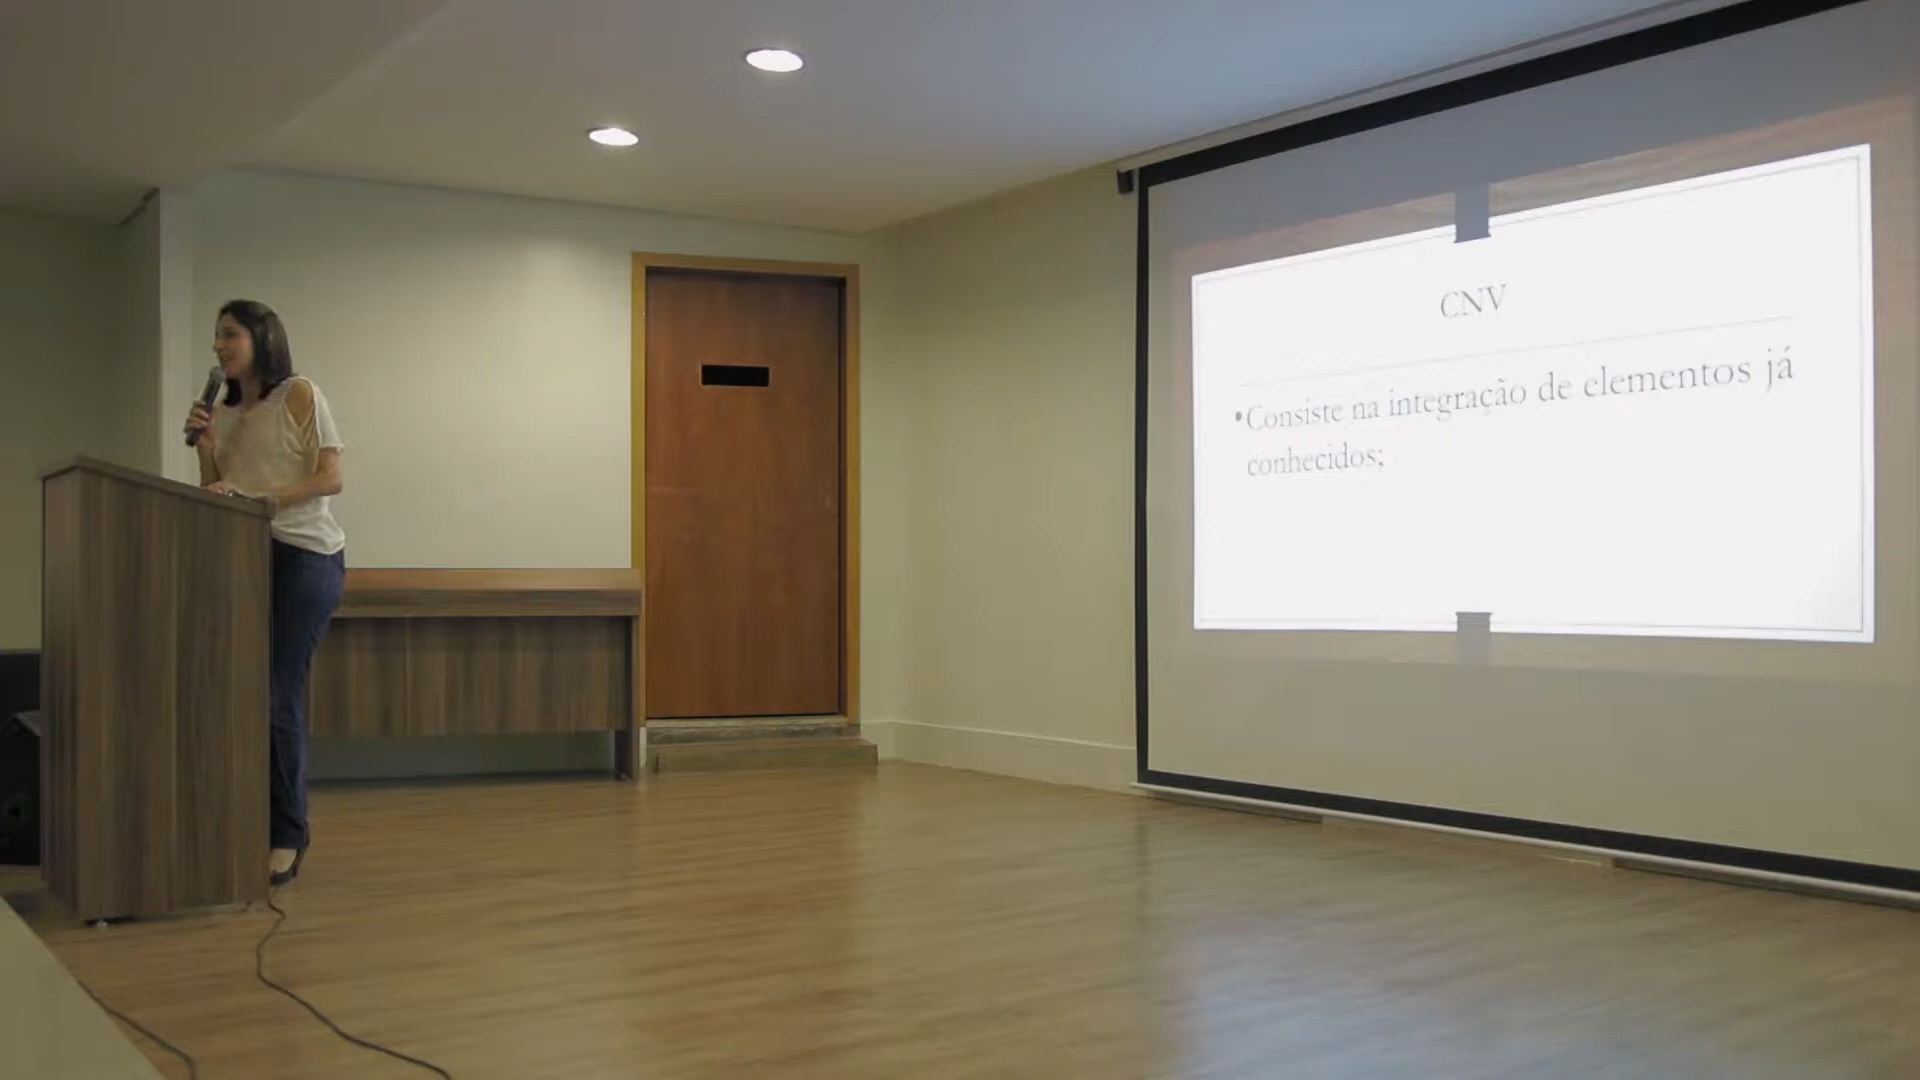 CNV
•Consiste na integração de elementos já
conhecidos;